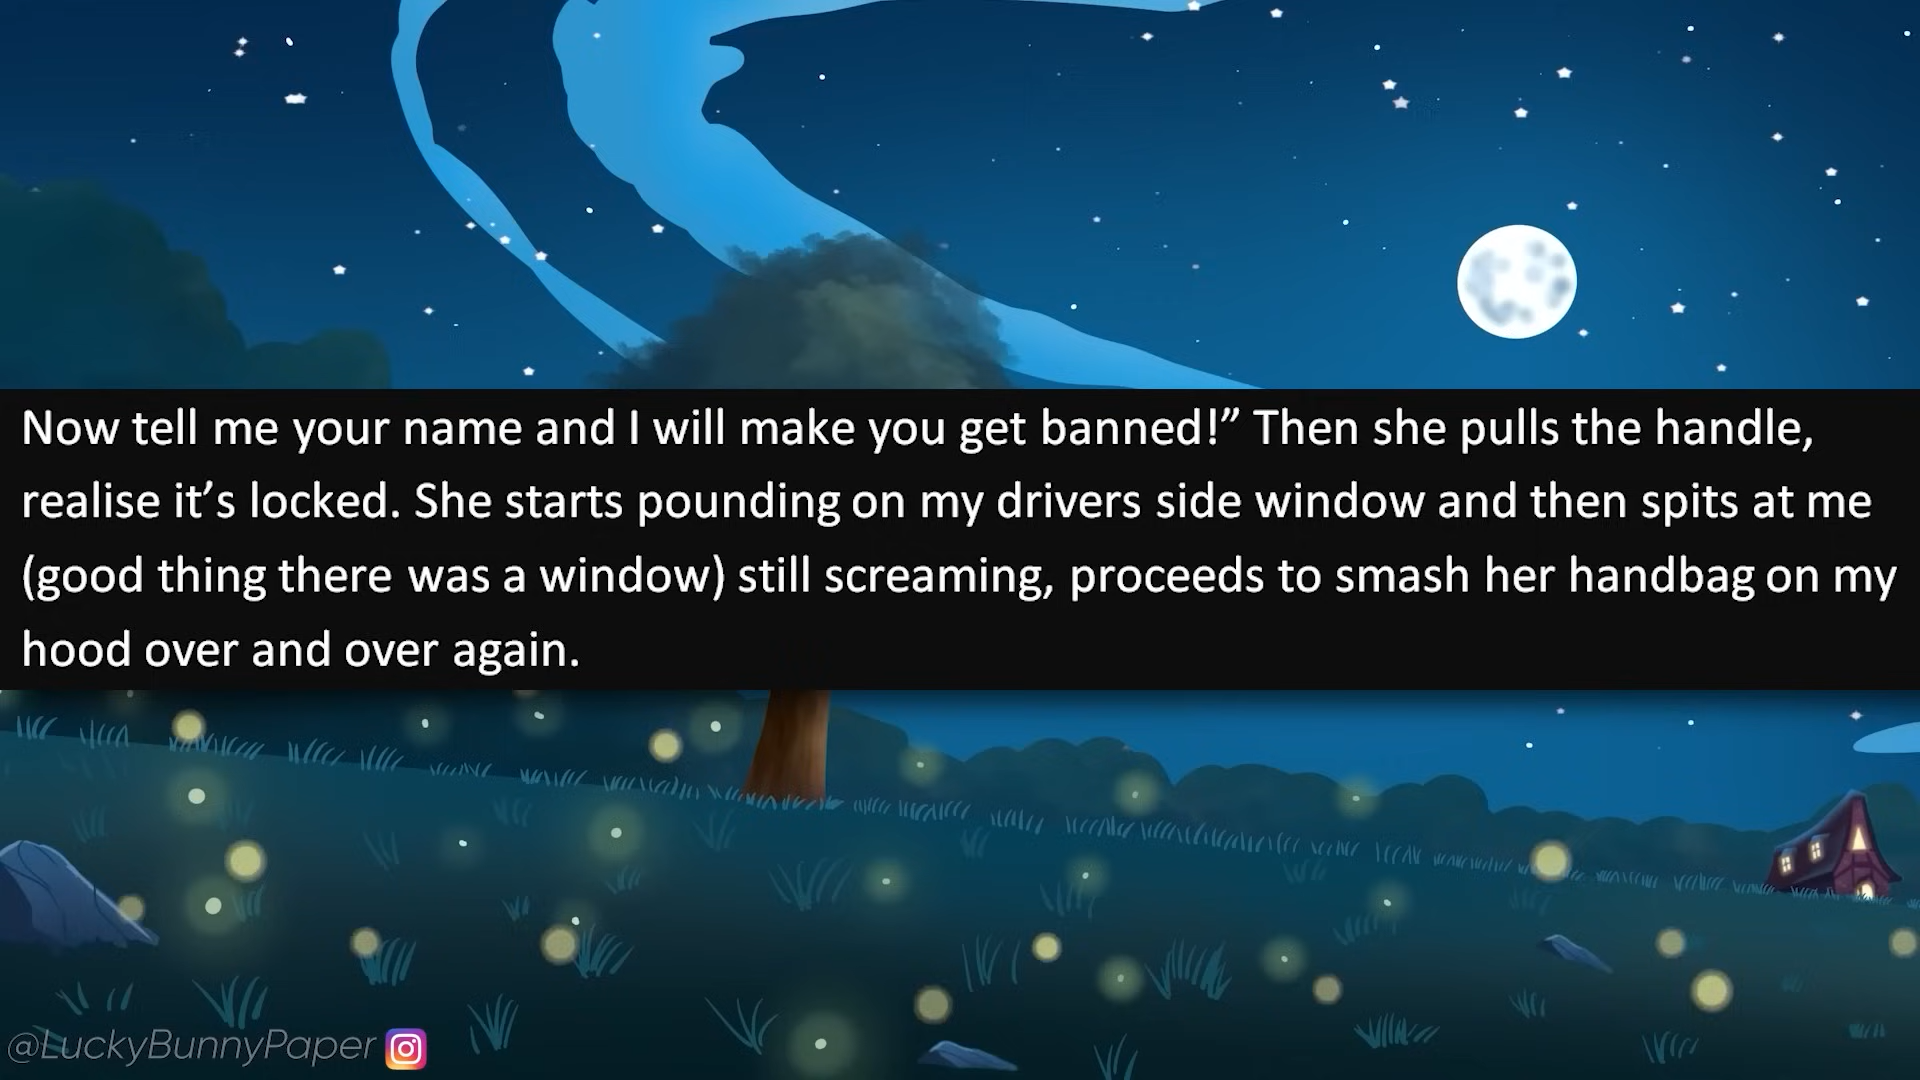 Now tell me your name and I will make you get banned!” Then she pulls the handle,
realise it’s locked. She starts pounding on my drivers side window and then spits at me
(good thing there was a window) still screaming, proceeds to smash her handbag on my
hood over and over again.
@LuckyBunnyPaper